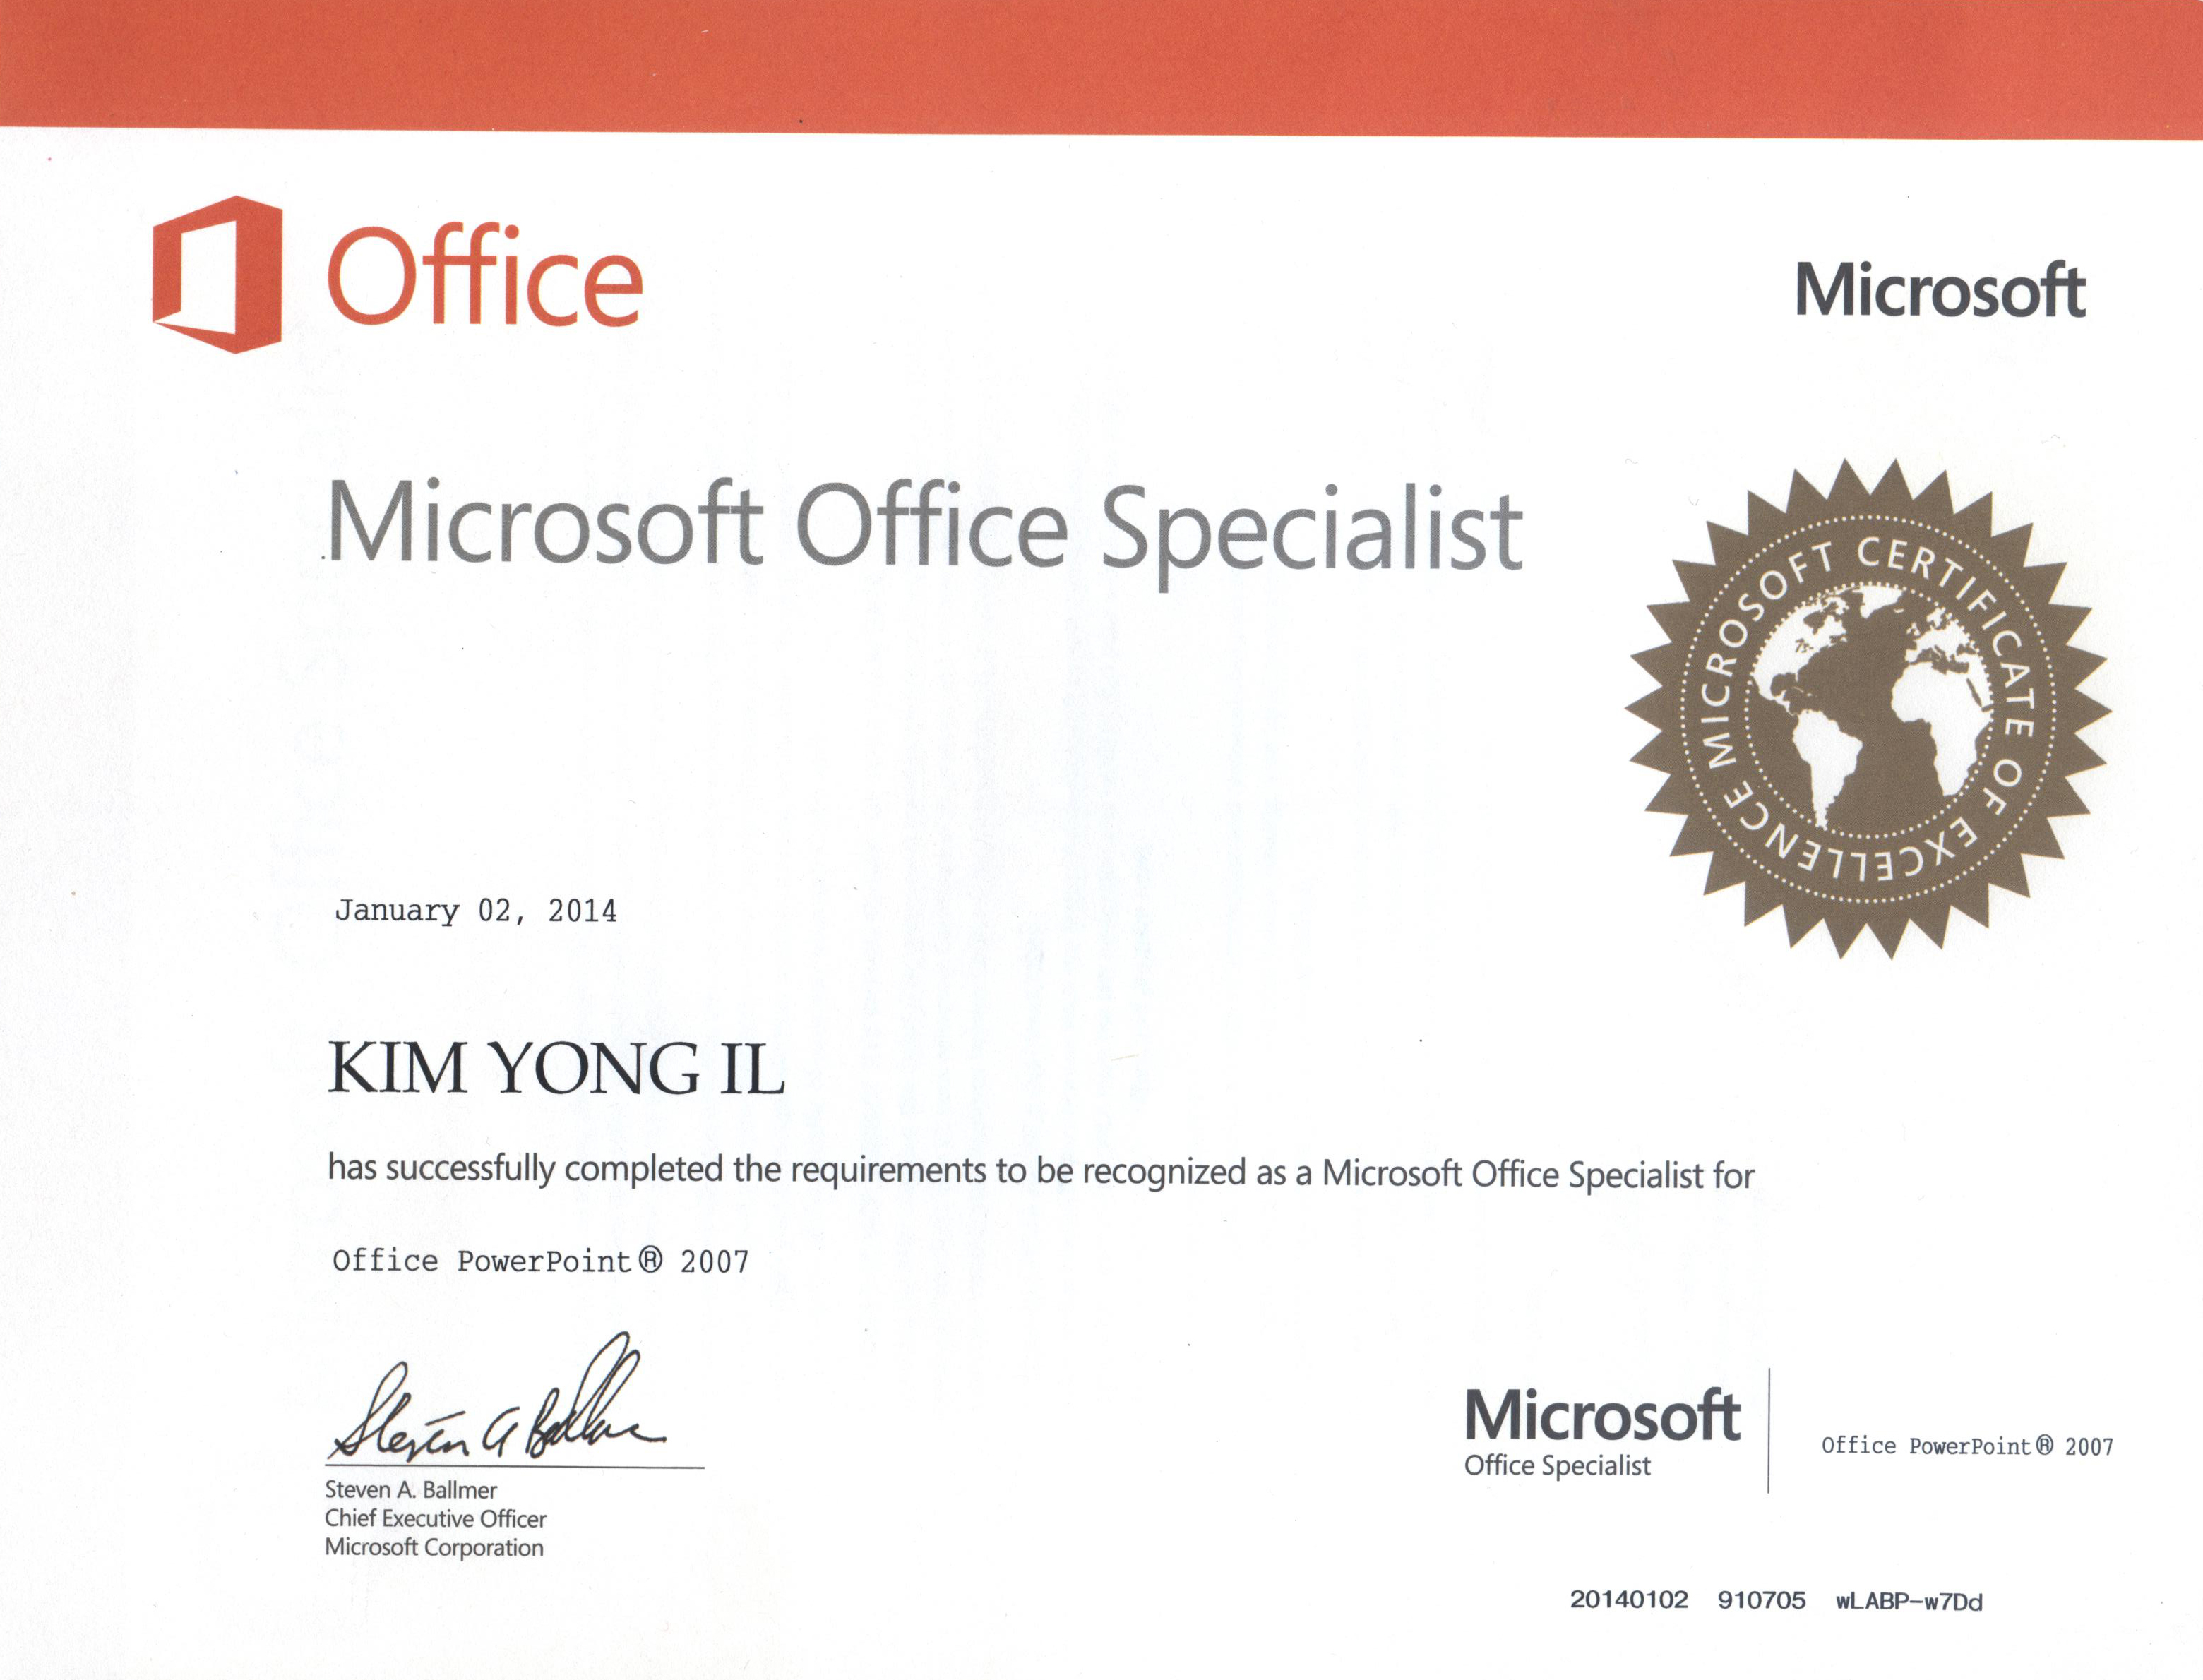 Office
Microsoft
Microsoft Office Specialist
MICROSOFT CERTIFICATE OF EXCELLENCE
January 02, 2014
KIM YONG IL
has successfully completed the requirements to be recognized as a Microsoft Office Specialist for
Office PowerPoint® 2007
Steven A Ballmer
Steven A. Ballmer
Chief Executive Officer
Microsoft Corporation
Microsoft
Office Specialist
Office PowerPoint® 2007
20140102 910705 wLABP-w7Dd